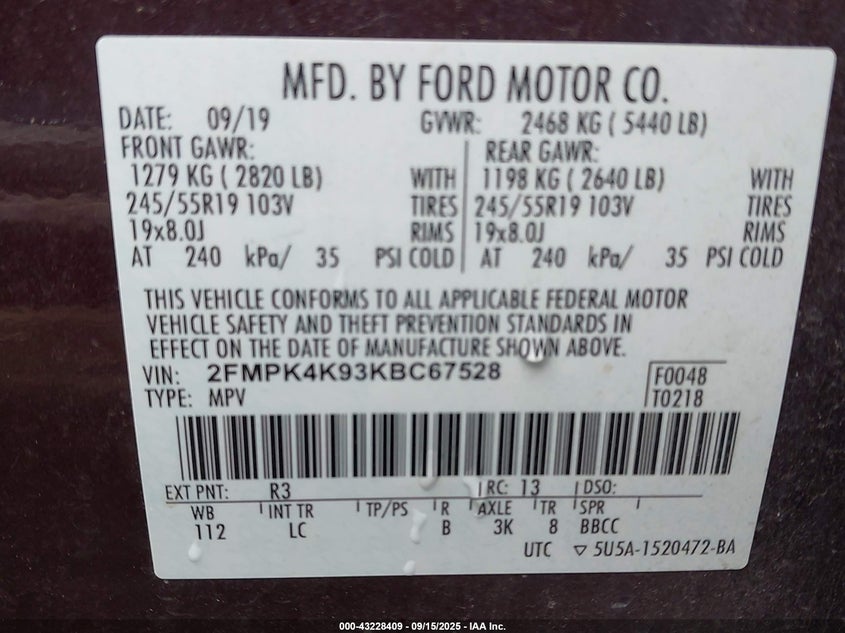 MFD. BY FORD MOTOR CO.
DATE: 09/19 GVWR: 2468 KG ( 5440 LB)
FRONT GAWR: REAR GAWR:
1279 KG ( 2820 LB) WITH 1198 KG ( 2640 LB) WITH
245/55R19 103V TIRES 245/55R19 103V TIRES
19x8.0J RIMS 19x8.0J RIMS
AT 240 kPa/ 35 PSI COLD AT 240 kPa/ 35 PSI COLD
THIS VEHICLE CONFORMS TO ALL APPLICABLE FEDERAL MOTOR
VEHICLE SAFETY AND THEFT PREVENTION STANDARDS IN
EFFECT ON THE DATE OF MANUFACTURE SHOWN ABOVE.
VIN: 2FMPK4K93KBC67528 F0048
TYPE: MPV T0218
EXT PNT: R3 RC: 13 DSO:
WB INT TR TP/PS R AXLE TR SPR
112 LC B 3K 8 BBCC
UTC ▽ 5U5A-1520472-BA
000-43228409 - 09/15/2025 - IAA Inc.